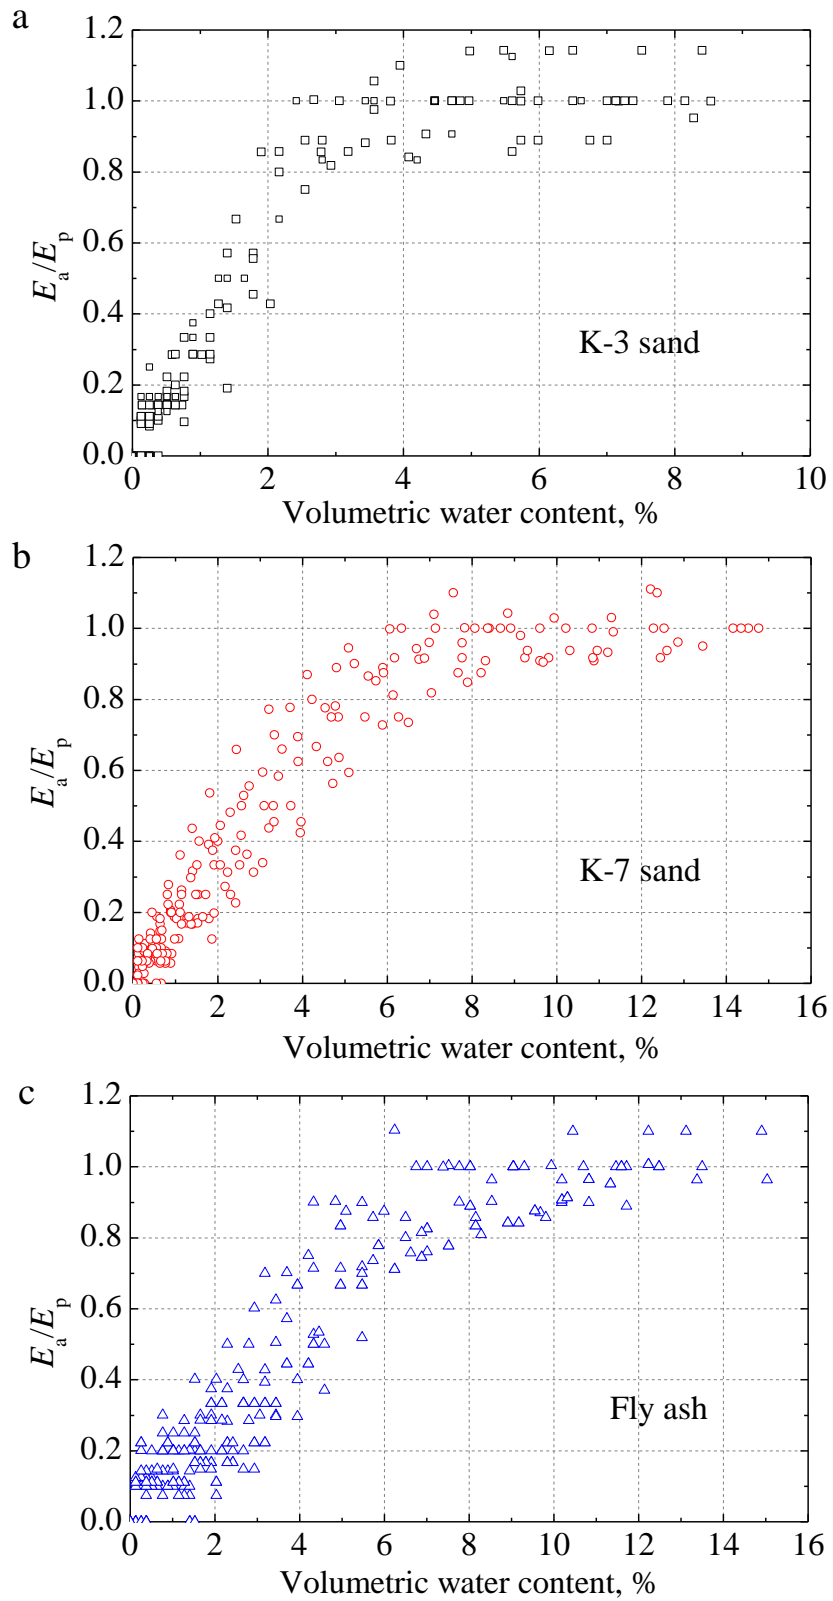 a
1.2
1.0
0.8
0.6
0.4
0.2
0.0
Ea/Ep
K-3 sand
0 2 4 6 8 10
Volumetric water content, %
b
1.2
1.0
0.8
0.6
0.4
0.2
0.0
Ea/Ep
K-7 sand
0 2 4 6 8 10 12 14 16
Volumetric water content, %
c
1.2
1.0
0.8
0.6
0.4
0.2
0.0
Ea/Ep
Fly ash
0 2 4 6 8 10 12 14 16
Volumetric water content, %